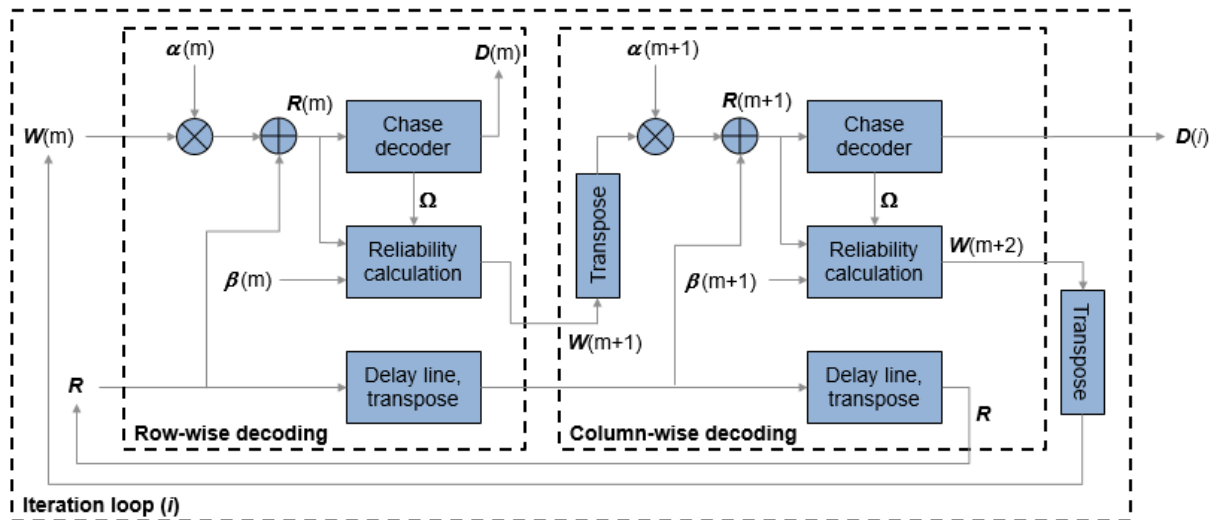 α(m)
D(m)
α(m+1)
R(m)
R(m+1)
W(m)
Chase
decoder
Chase
decoder
D(i)
Ω
Ω
Transpose
Reliability
calculation
Reliability
calculation
W(m+2)
β(m)
β(m+1)
Transpose
W(m+1)
R
Delay line,
transpose
Delay line,
transpose
R
Row-wise decoding
Column-wise decoding
Iteration loop (i)